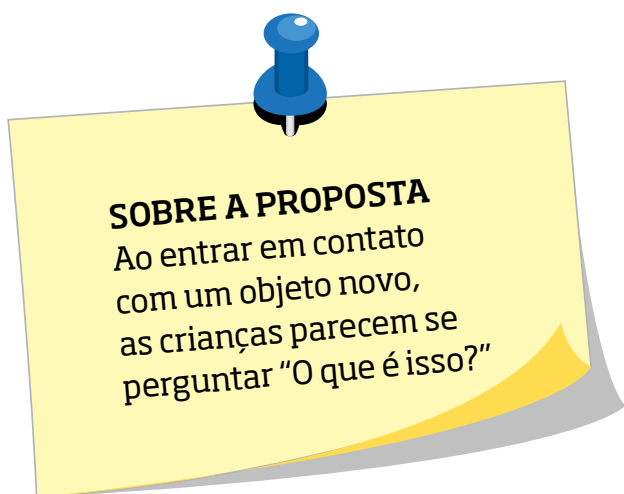 SOBRE A PROPOSTA
Ao entrar em contato
com um objeto novo,
as crianças parecem se
perguntar “O que é isso?”